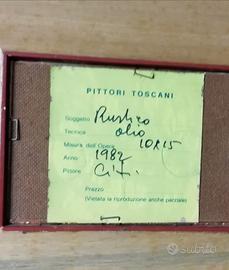 PITTORI TOSCANI
Soggetto Rustico
Tecnica olio
Misura dell'Opera 10x15
Anno 1982
Pittore
Prezzo
(Vietata la riproduzione anche parziale)
subito